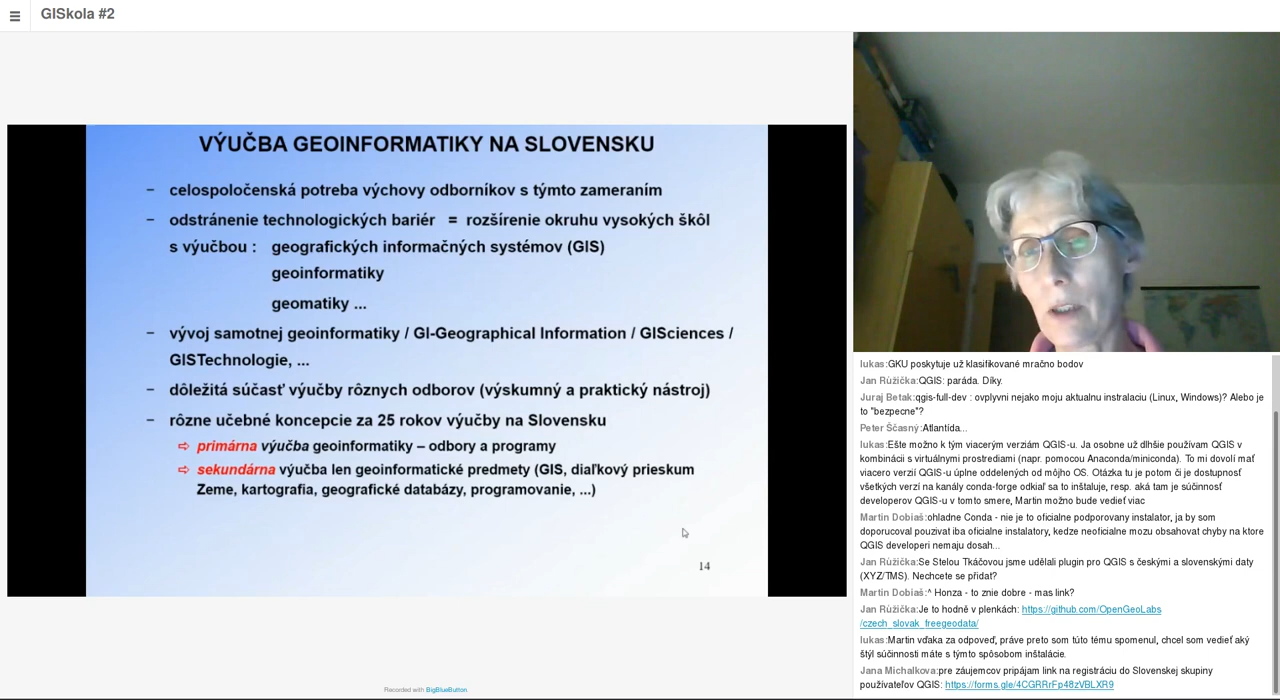 GISkola #2
VÝUČBA GEOINFORMATIKY NA SLOVENSKU
– celospoločenská potreba výchovy odborníkov s týmto zameraním
– odstránenie technologických bariér = rozšírenie okruhu vysokých škôl
s výučbou : geografických informačných systémov (GIS)
geoinformatiky
geomatiky ...
– vývoj samotnej geoinformatiky / GI-Geographical Information / GISciences /
GISTechnologie, ...
– dôležitá súčasť výučby rôznych odborov (výskumný a praktický nástroj)
– rôzne učebné koncepcie za 25 rokov výučby na Slovensku
⇨ primárna výučba geoinformatiky – odbory a programy
⇨ sekundárna výučba len geoinformatické predmety (GIS, diaľkový prieskum
Zeme, kartografia, geografické databázy, programovanie, ...)
14
Recorded with BigBlueButton
lukas:GKU poskytuje už klasifikované mračno bodov
Jan Růžička:QGIS: paráda. Díky.
Juraj Betak:qgis-full-dev : ovplyvni nejako moju aktualnu instralaciu (Linux, Windows)? Alebo je
to "bezpecne"?
Peter Ščasný:Atlantída...
lukas:Ešte možno k tým viacerým verziám QGIS-u. Ja osobne už dlhšie používam QGIS v
kombinácii s virtuálnymi prostrediami (napr. pomocou Anaconda/miniconda). To mi dovolí mať
viacero verzií QGIS-u úplne oddelených od môjho OS. Otázka tu je potom či je dostupnosť
všetkých verzí na kanály conda-forge odkiaľ sa to inštaluje, resp. aká tam je súčinnosť
developerov QGIS-u v tomto smere, Martin možno bude vedieť viac
Martin Dobiaš:ohladne Conda - nie je to oficialne podporovany instalator, ja by som
doporucoval pouzivat iba oficialne instalatory, kedze neoficialne mozu obsahovat chyby na ktore
QGIS developeri nemaju dosah...
Jan Růžička:Se Stelou Tkáčovou jsme udělali plugin pro QGIS s českými a slovenskými daty
(XYZ/TMS). Nechcete se přidat?
Martin Dobiaš:^ Honza - to znie dobre - mas link?
Jan Růžička:Je to hodně v plenkách: https://github.com/OpenGeoLabs
/czech_slovak_freegeodata/
lukas:Martin vďaka za odpoveď, práve preto som túto tému spomenul, chcel som vedieť aký
štýl súčinnosti máte s týmto spôsobom inštalácie.
Jana Michalkova:pre záujemcov pripájam link na registráciu do Slovenskej skupiny
používateľov QGIS: https://forms.gle/4CGRRrFp48zVBLXR9